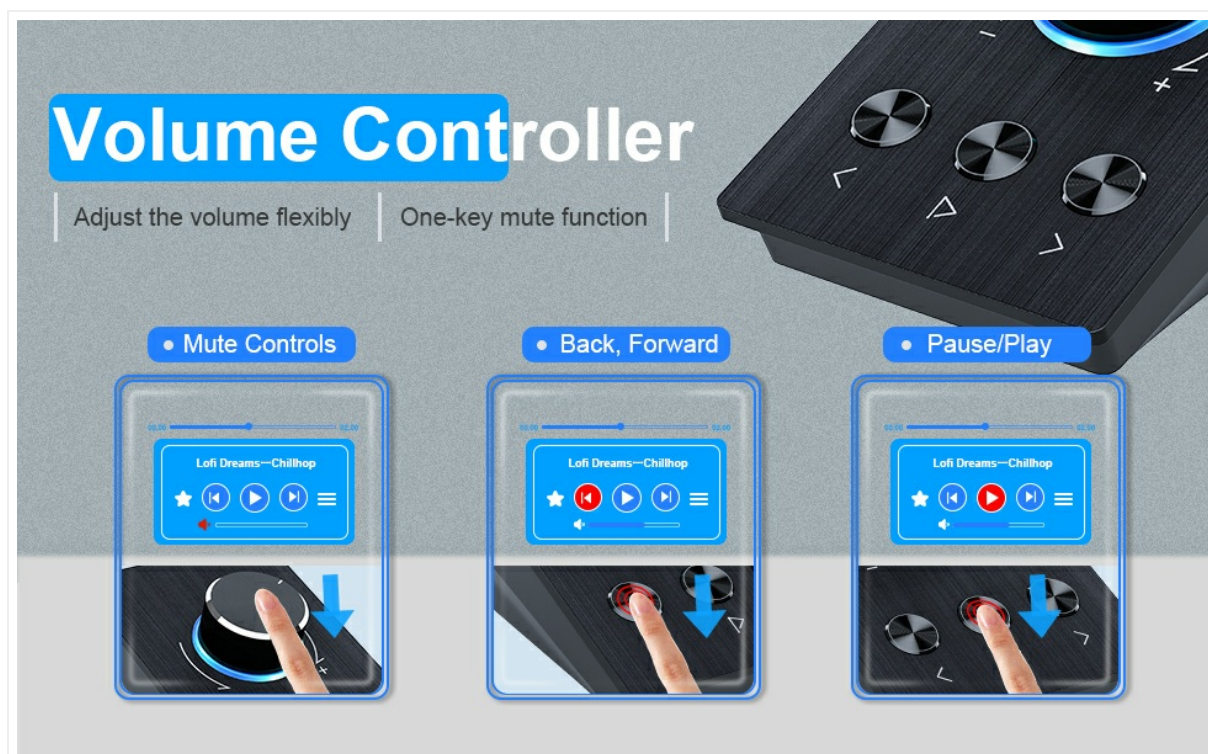 Volume Controller
Adjust the volume flexibly
One-key mute function
Mute Controls
Back, Forward
Pause/Play
Lofi Dreams—Chillhop
Lofi Dreams—Chillhop
Lofi Dreams—Chillhop